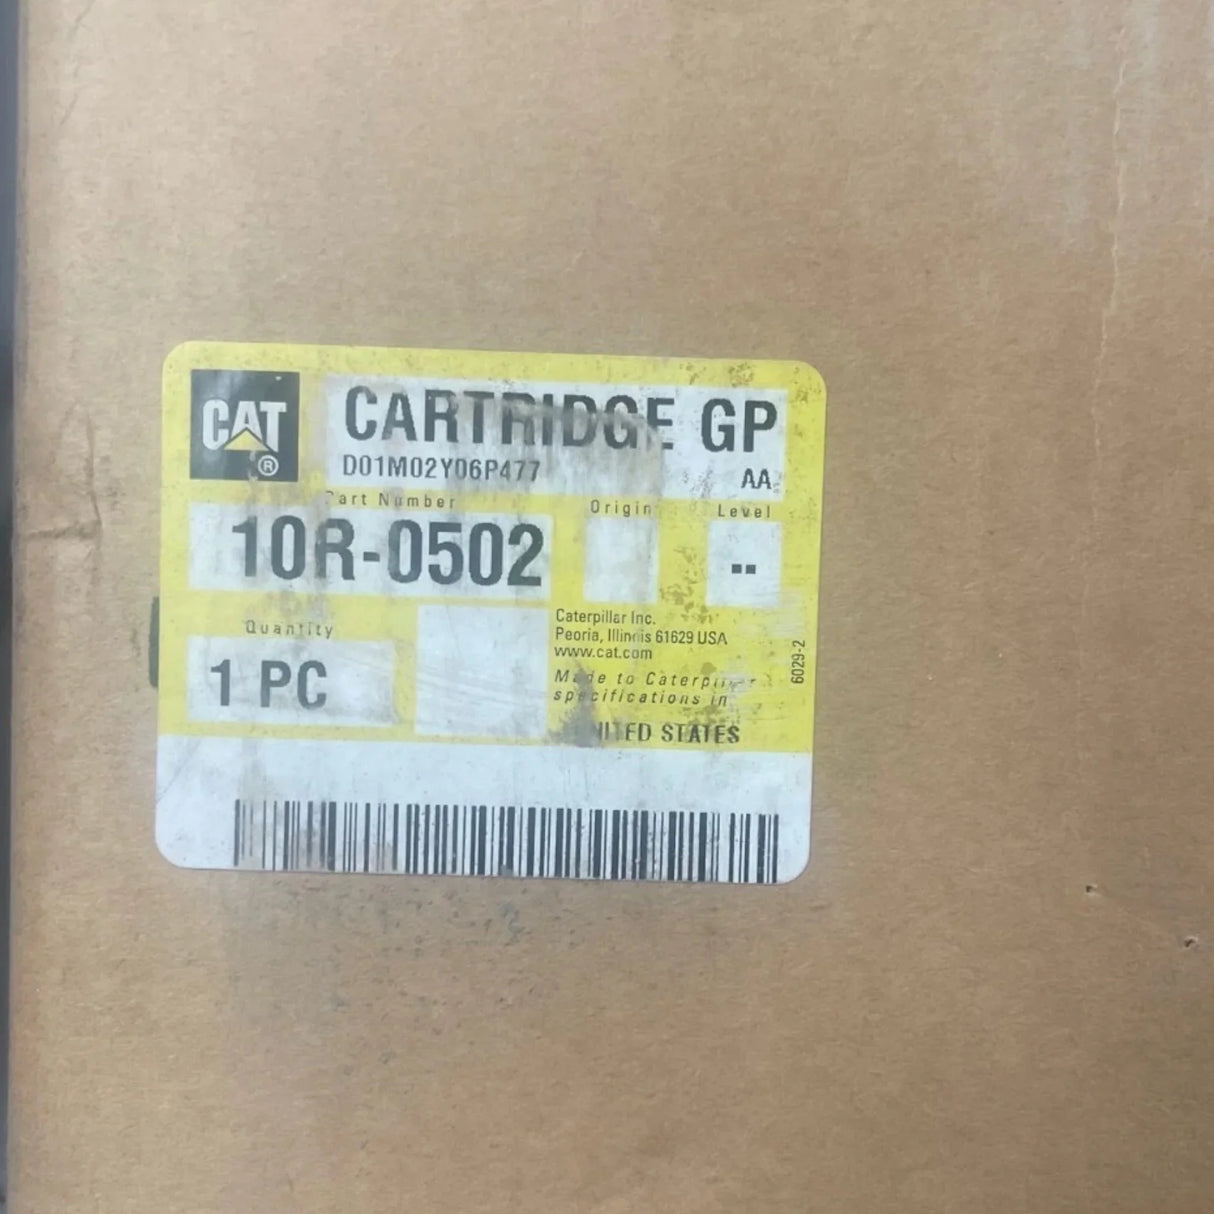 CAT®
CARTRIDGE GP
D01M02Y06P477
AA
Part Number
Origin
Level
10R-0502
--
Quantity
1 PC
Caterpillar Inc.
Peoria, Illinois 61629 USA
www.cat.com
Made to Caterpillar
specifications in
UNITED STATES
6029-2